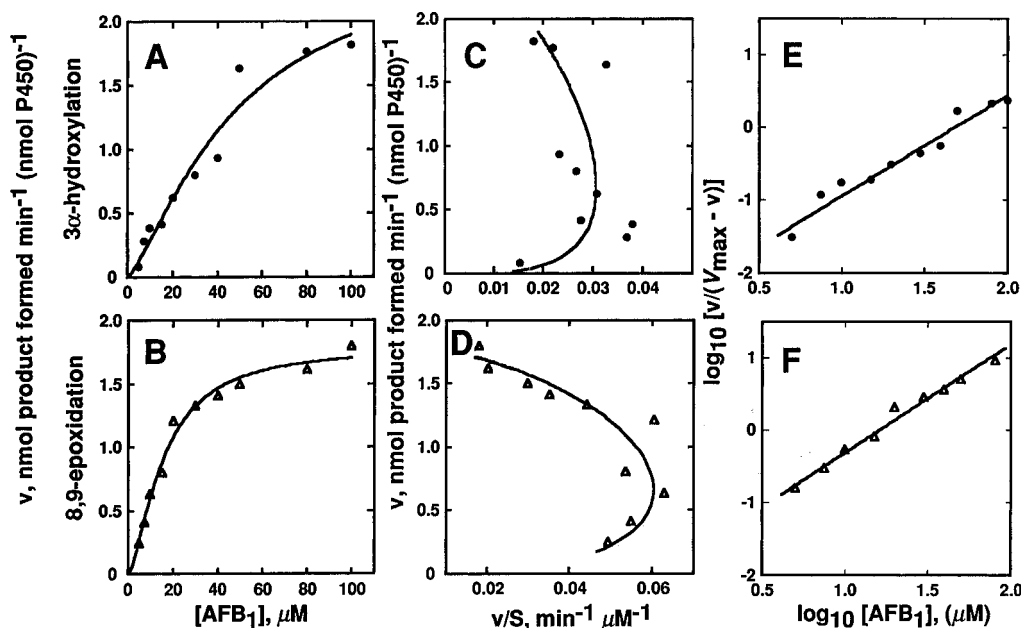 v, nmol product formed min-1 (nmol P450)-1
3α-hydroxylation
8,9-epoxidation
A
2.0
1.5
1.0
0.5
0
0 20 40 60 80 100
B
2.0
1.5
1.0
0.5
0.0
0 20 40 60 80 100
[AFB1], μM
v, nmol product formed min-1 (nmol P450)-1
C
2.0
1.5
1.0
0.5
0
0 0.01 0.02 0.03 0.04
D
2.0
1.5
1.0
0.5
0
0.02 0.04 0.06
v/S, min-1 μM-1
log10 [v/(Vmax - v)]
E
1
0
-1
-2
0.5 1.0 1.5 2.0
F
1
0
-1
-2
0.5 1.0 1.5 2.0
log10 [AFB1], (μM)